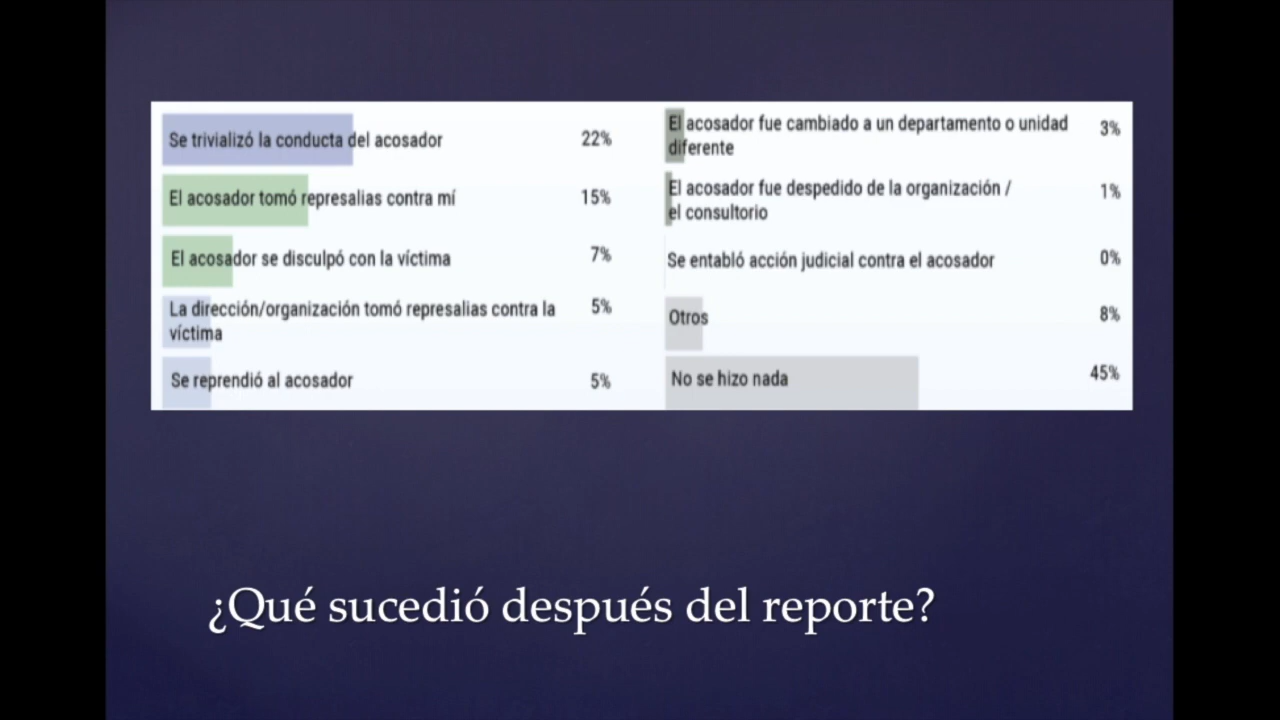 Se trivializó la conducta del acosador 22%
El acosador tomó represalias contra mí 15%
El acosador se disculpó con la víctima 7%
La dirección/organización tomó represalias contra la 5%
víctima
Se reprendió al acosador 5%
El acosador fue cambiado a un departamento o unidad 3%
diferente
El acosador fue despedido de la organización / 1%
el consultorio
Se entabló acción judicial contra el acosador 0%
Otros 8%
No se hizo nada 45%
¿Qué sucedió después del reporte?